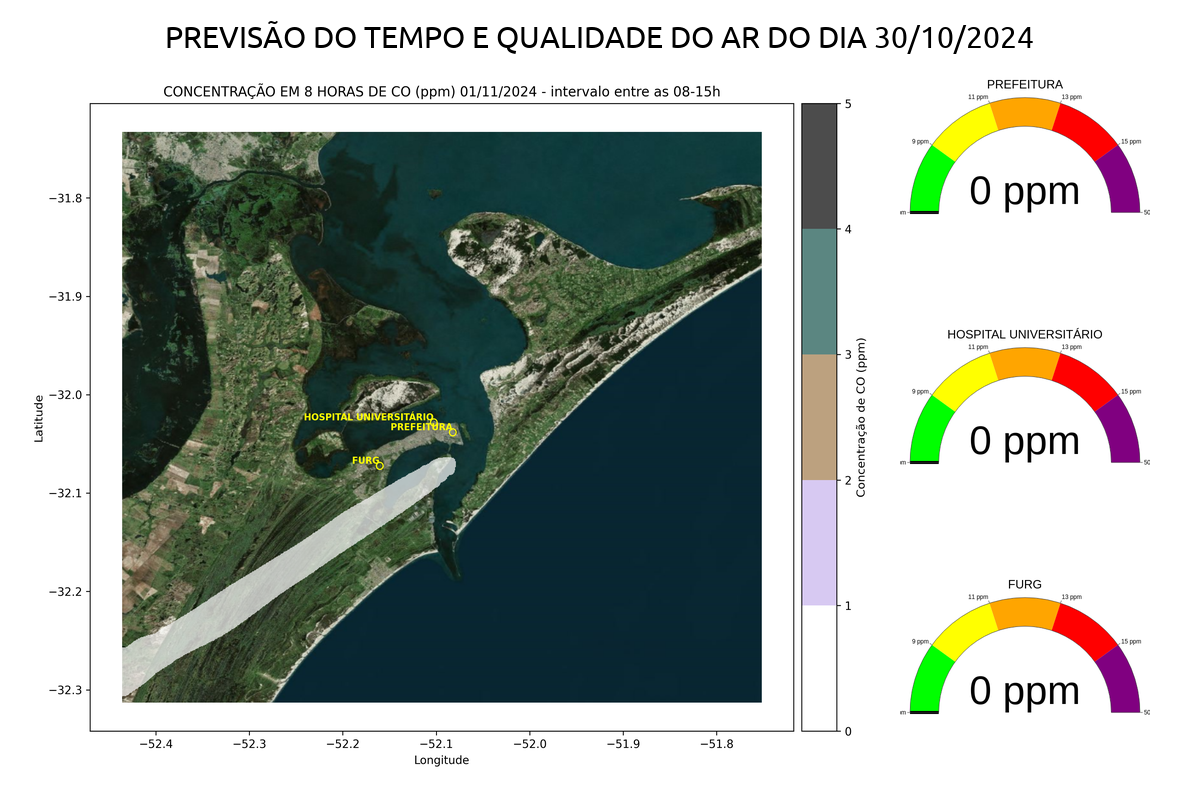 PREVISÃO DO TEMPO E QUALIDADE DO AR DO DIA 30/10/2024
CONCENTRAÇÃO EM 8 HORAS DE CO (ppm) 01/11/2024 - intervalo entre as 08-15h
−31.8
−31.9
−32.0
−32.1
−32.2
−32.3
Latitude
HOSPITAL UNIVERSITÁRIO
PREFEITURA
FURG
−52.4
−52.3
−52.2
−52.1
−52.0
−51.9
−51.8
Longitude
5
4
3
2
1
0
Concentração de CO (ppm)
PREFEITURA
11 ppm
13 ppm
9 ppm
15 ppm
0 ppm
50
HOSPITAL UNIVERSITÁRIO
11 ppm
13 ppm
9 ppm
15 ppm
0 ppm
50
FURG
11 ppm
13 ppm
9 ppm
15 ppm
0 ppm
50